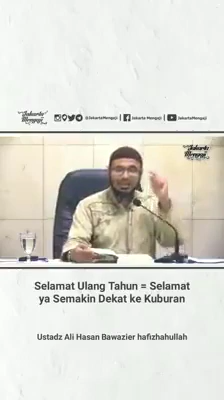 Jakarta Mengaji @JakartaMengaji Jakarta Mengaji JakartaMengaji
Jakarta Mengaji
Selamat Ulang Tahun = Selamat
ya Semakin Dekat ke Kuburan
Ustadz Ali Hasan Bawazier hafizhahullah